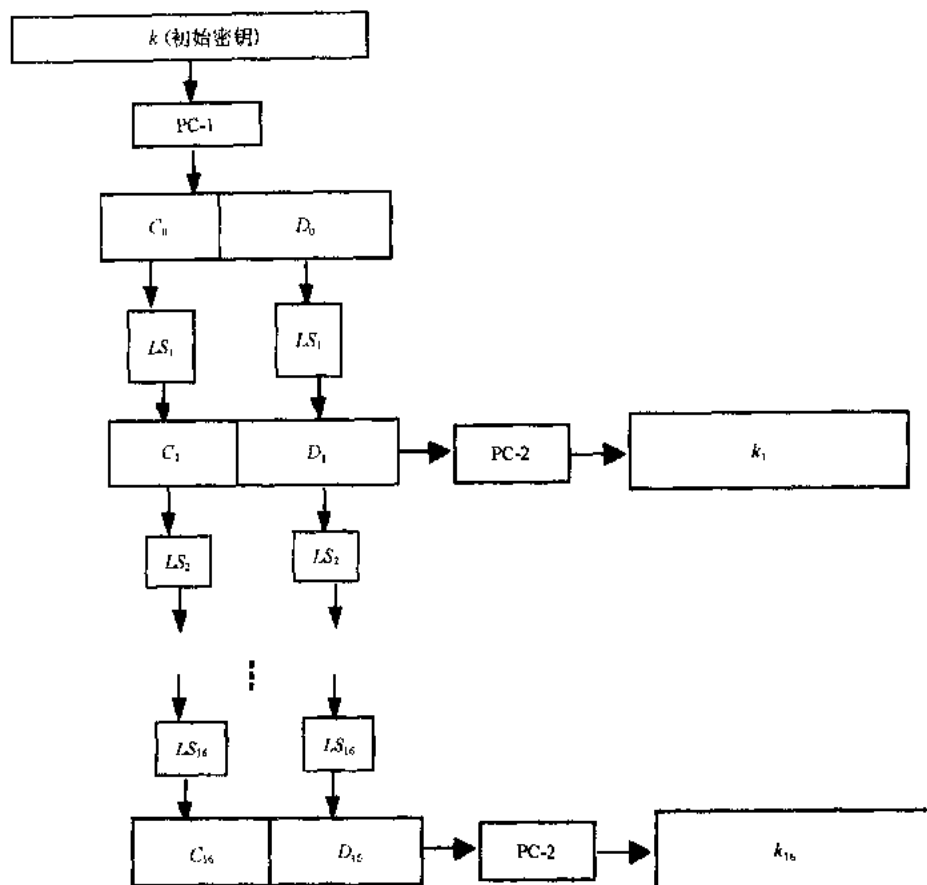 k (初始密钥)
PC-1
C₀ D₀
LS₁ LS₁
C₁ D₁ PC-2 k₁
LS₂ LS₂
LS₁₆ LS₁₆
C₁₆ D₁₆ PC-2 k₁₆